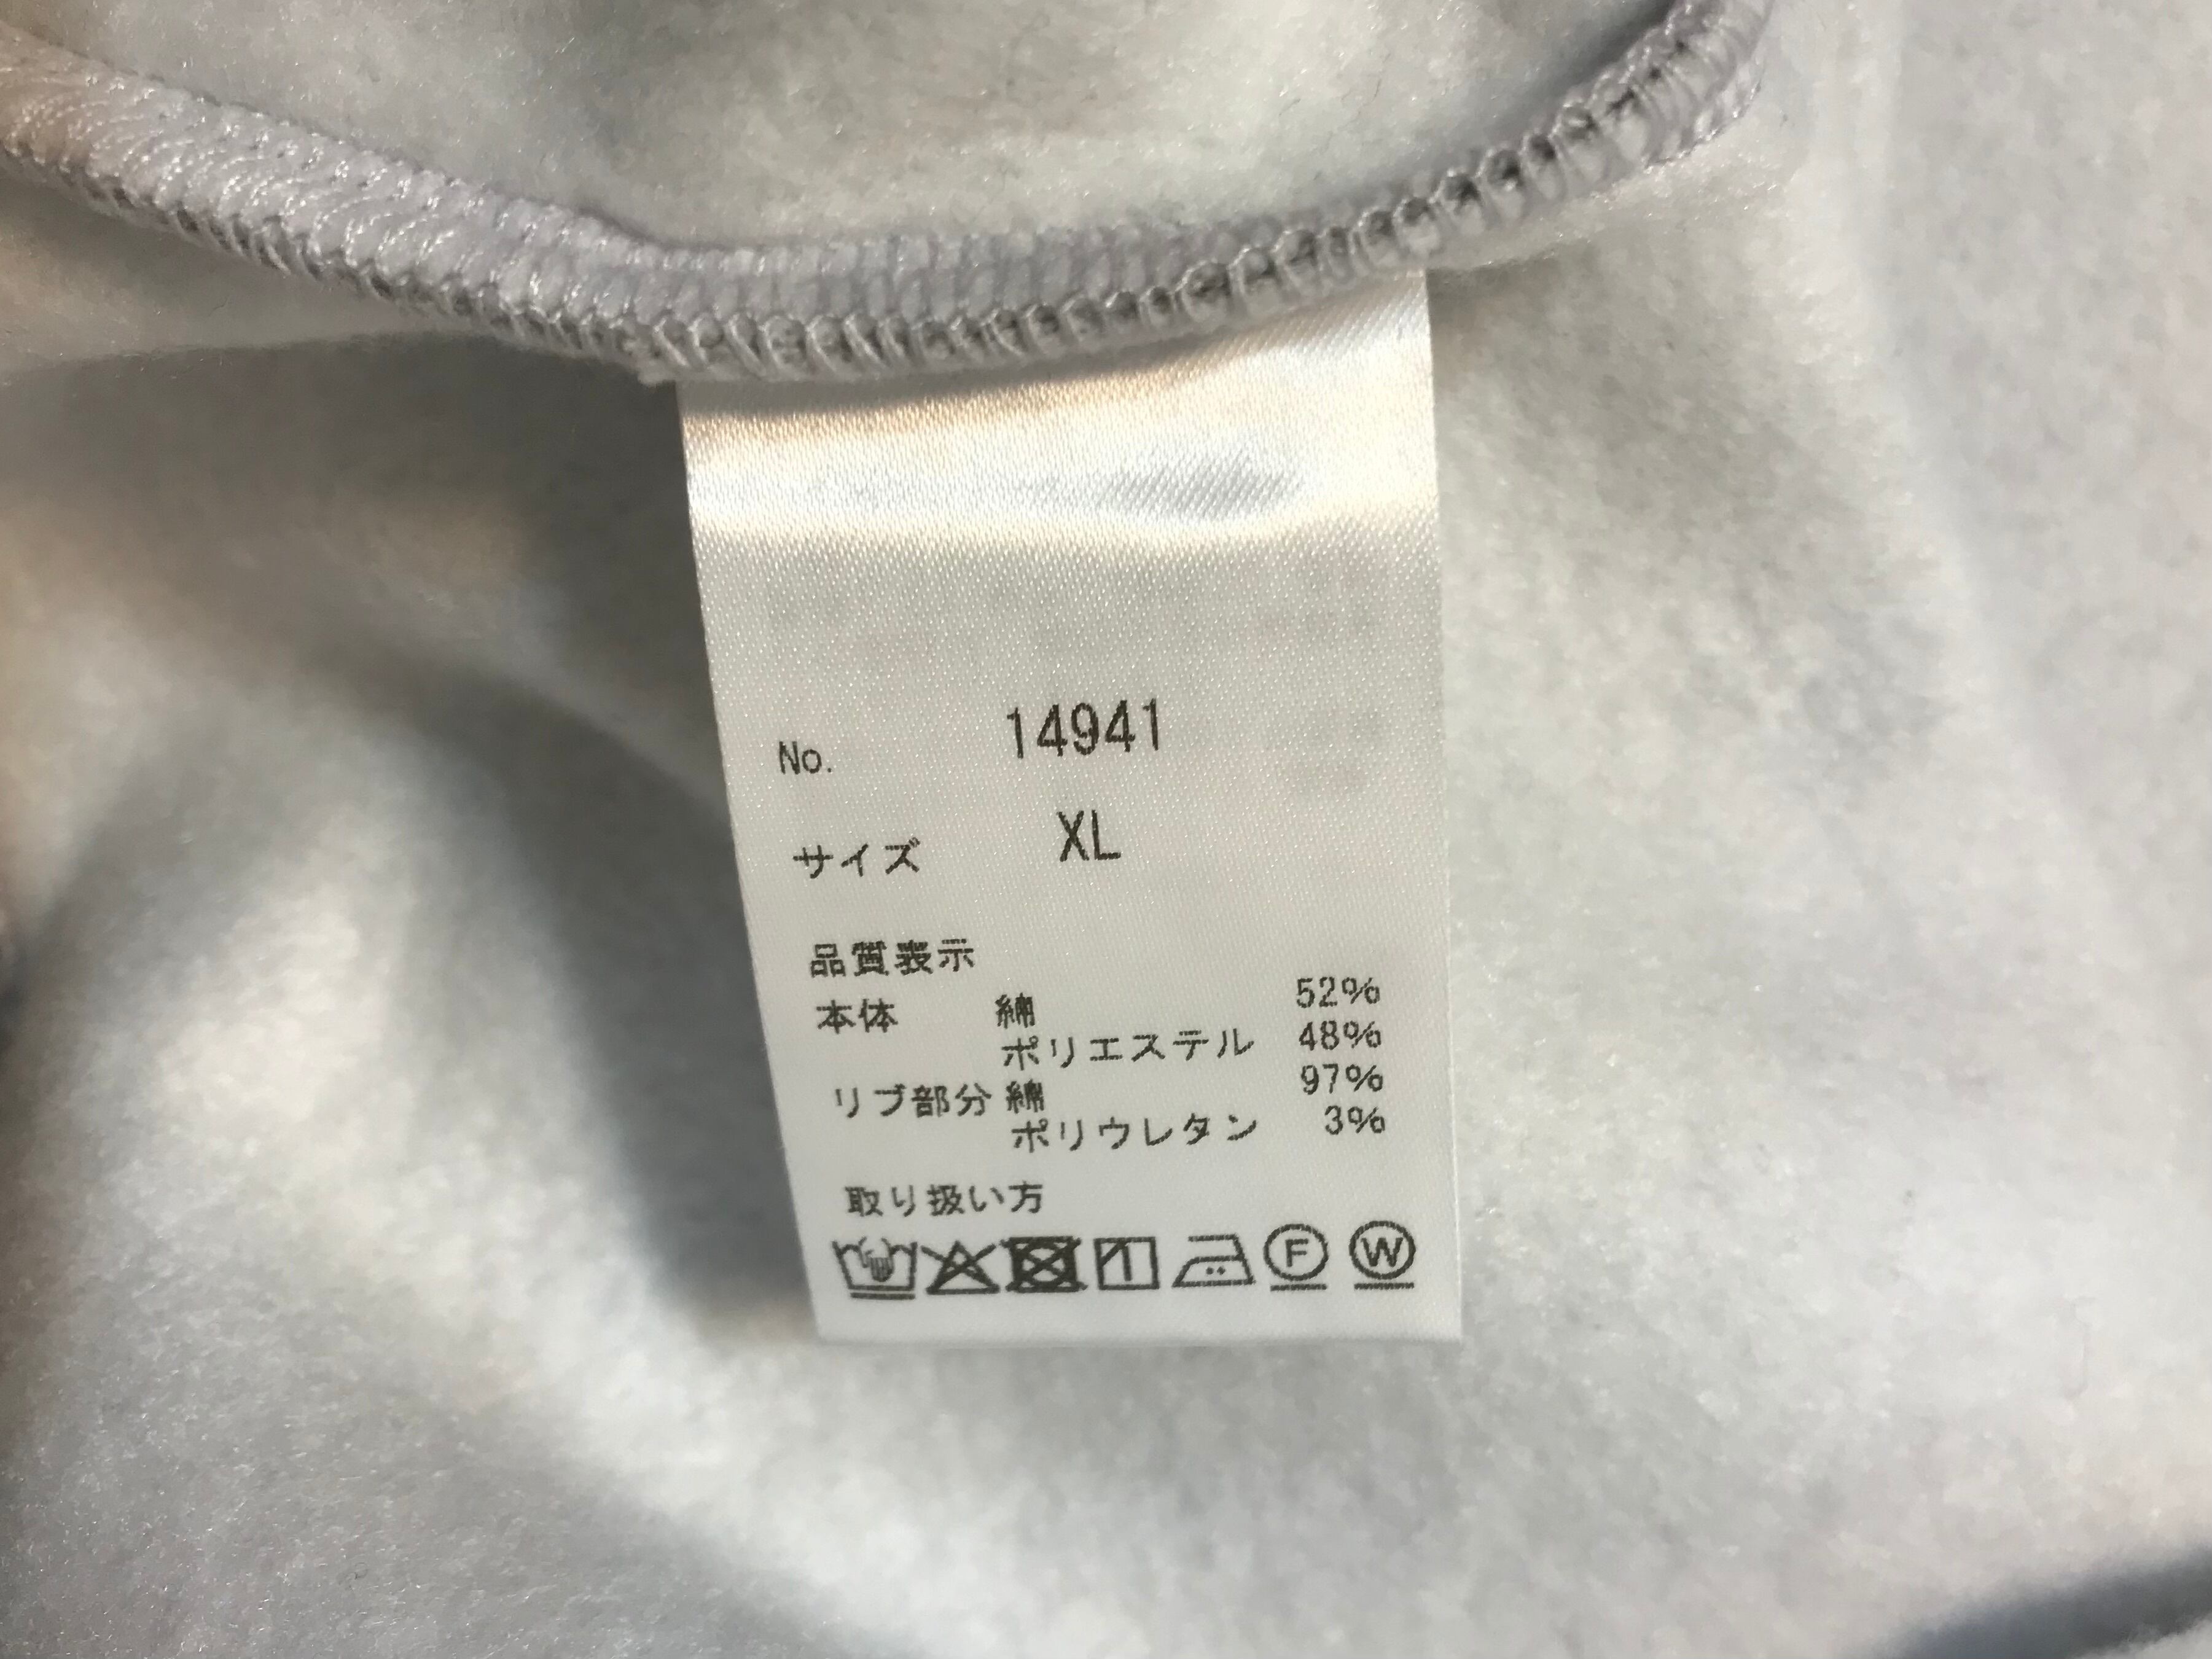 No. 14941
サイズ XL
品質表示
本体 綿 52%
ポリエステル 48%
リブ部分 綿 97%
ポリウレタン 3%
取り扱い方
F W